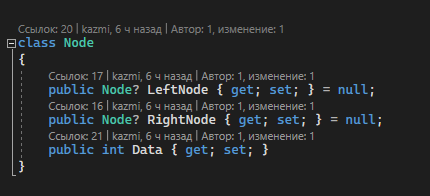 Ссылок: 20 | kazmi, 6 ч назад | Автор: 1, изменение: 1
class Node
{
Ссылок: 17 | kazmi, 6 ч назад | Автор: 1, изменение: 1
public Node? LeftNode { get; set; } = null;
Ссылок: 16 | kazmi, 6 ч назад | Автор: 1, изменение: 1
public Node? RightNode { get; set; } = null;
Ссылок: 21 | kazmi, 6 ч назад | Автор: 1, изменение: 1
public int Data { get; set; }
}